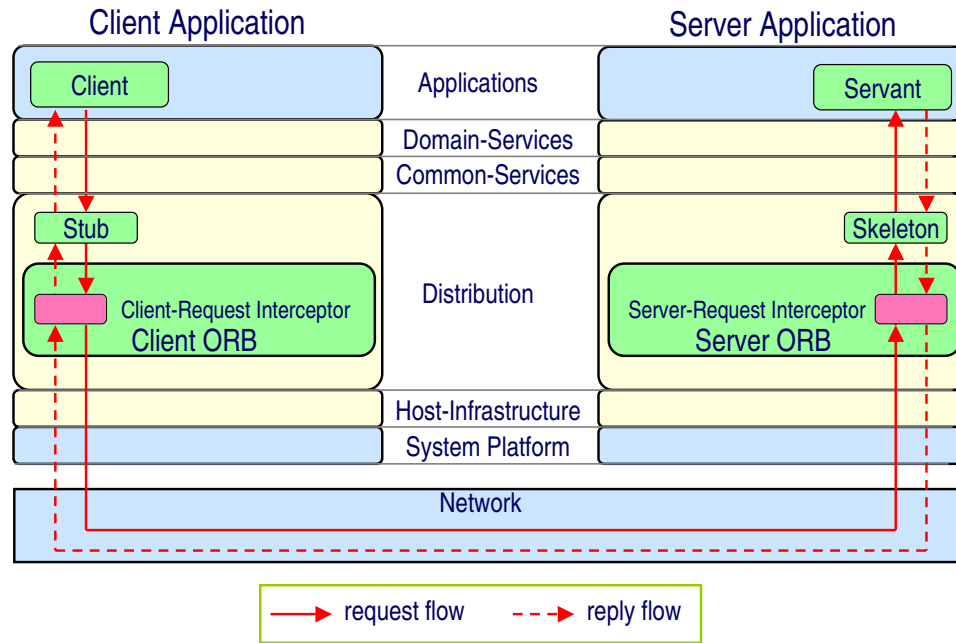 Client Application
Server Application
Client
Applications
Servant
Domain-Services
Common-Services
Stub
Skeleton
Distribution
Client-Request Interceptor
Client ORB
Server-Request Interceptor
Server ORB
Host-Infrastructure
System Platform
Network
request flow
reply flow